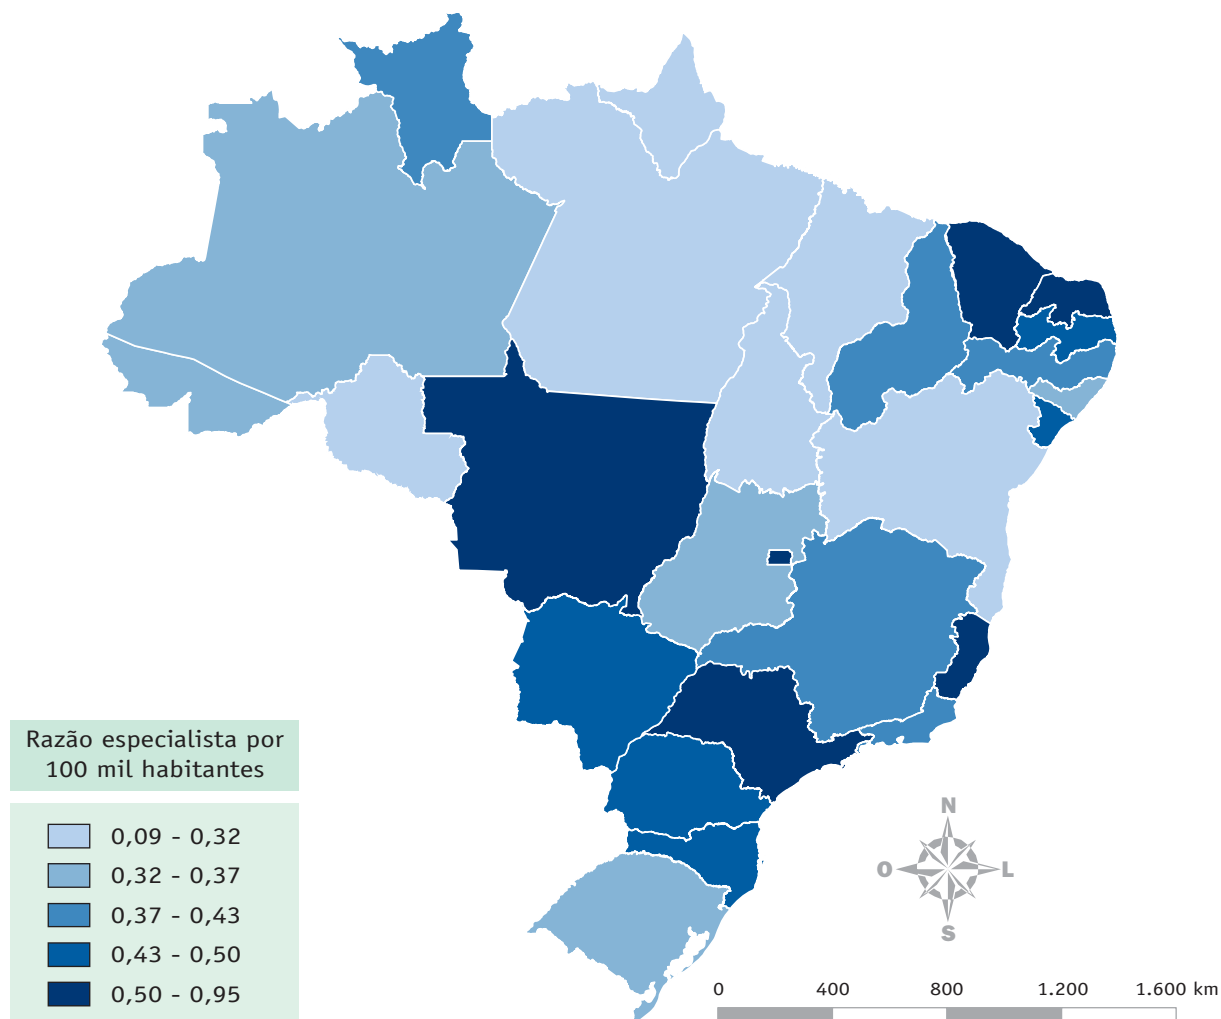 Razão especialista por
100 mil habitantes
0,09 - 0,32
0,32 - 0,37
0,37 - 0,43
0,43 - 0,50
0,50 - 0,95
N
O L
S
0 400 800 1.200 1.600 km